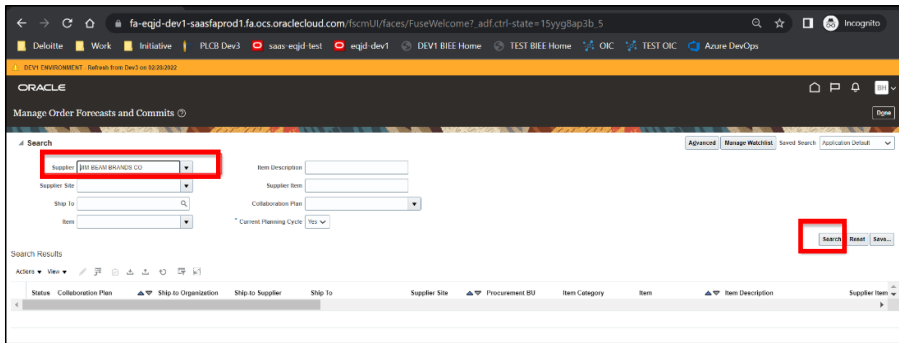 fa-eqjd-dev1-saasfaprod1.fa.ocs.oraclecloud.com/fscmUI/faces/FuseWelcome?_adf.ctrl-state=15yyg8ap3b_5 Incognito
Deloitte Work Initiative PLCB Dev3 saas-eqjd-test eqjd-dev1 DEV1 BIEE Home TEST BIEE Home OIC TEST OIC Azure DevOps
DEV1 ENVIRONMENT : Refresh from Dev3 on 02/20/2022
ORACLE BH
Manage Order Forecasts and Commits Done
Search Advanced Manage Watchlist Saved Search Application Default
Supplier JIM BEAM BRANDS CO Item Description
Supplier Site Supplier Item
Ship To Collaboration Plan
Item * Current Planning Cycle Yes
Search Reset Save...
Search Results
Actions View
Status Collaboration Plan Ship-to Organization Ship-to Supplier Ship To Supplier Site Procurement BU Item Category Item Item Description Supplier Item